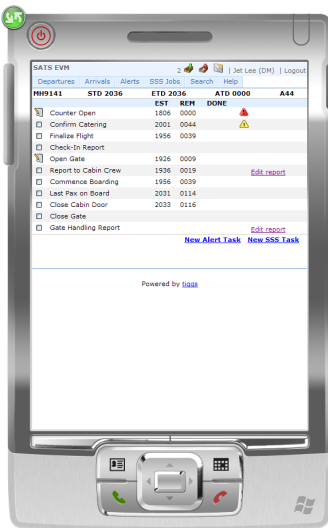 SATS EVM 2 | Jet Lee (DM) | Logout
Departures Arrivals Alerts SSS Jobs Search Help
MH9141 STD 2036 ETD 2036 ATD 0000 A44
EST REM DONE
Counter Open 1806 0000
Confirm Catering 2001 0044
Finalize Flight 1956 0039
Check-In Report
Open Gate 1926 0009
Report to Cabin Crew 1936 0019 Edit report
Commence Boarding 1956 0039
Last Pax on Board 2031 0114
Close Cabin Door 2033 0116
Close Gate
Gate Handling Report Edit report
New Alert Task New SSS Task
Powered by tiggs